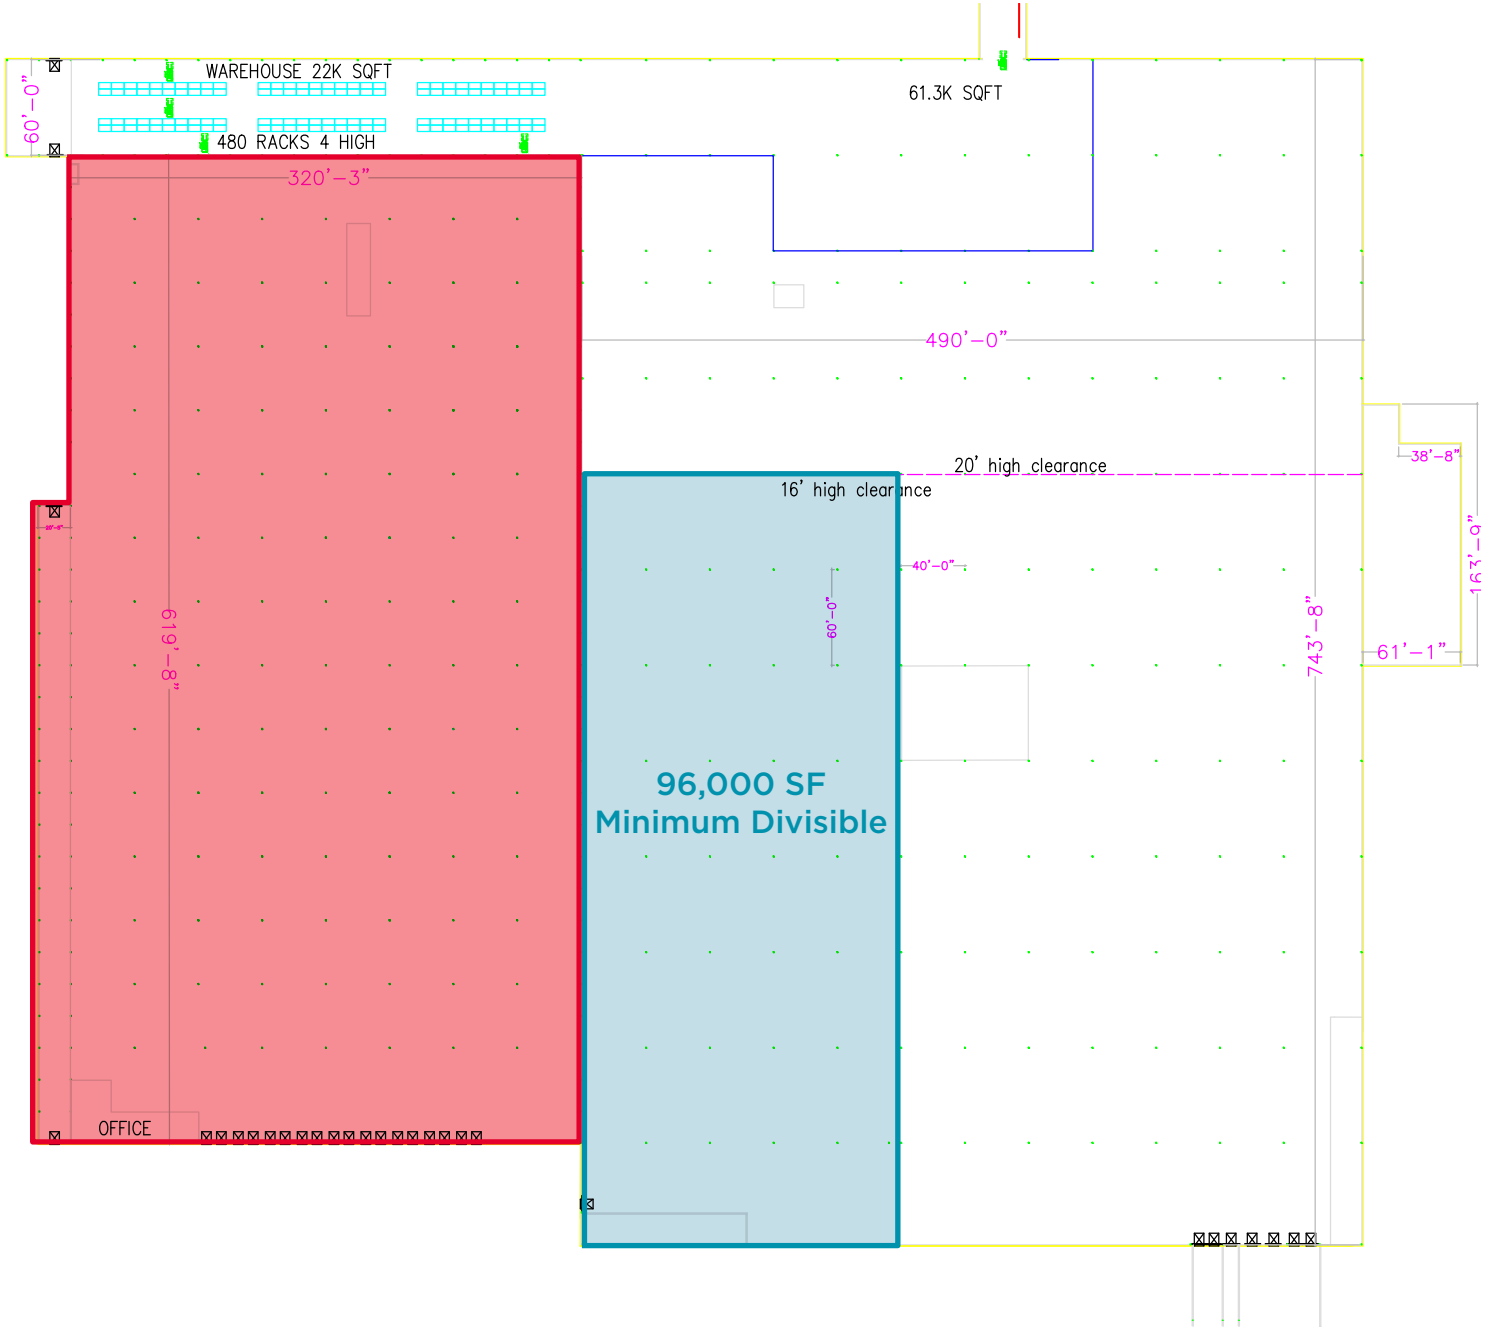 WAREHOUSE 22K SQFT
60'-0"
61.3K SQFT
480 RACKS 4 HIGH
320'-3"
490'-0"
20' high clearance
38'-8"
16' high clearance
163'-9"
40'-0"
60'-0"
619'-8"
743'-8"
61'-1"
96,000 SF
Minimum Divisible
OFFICE